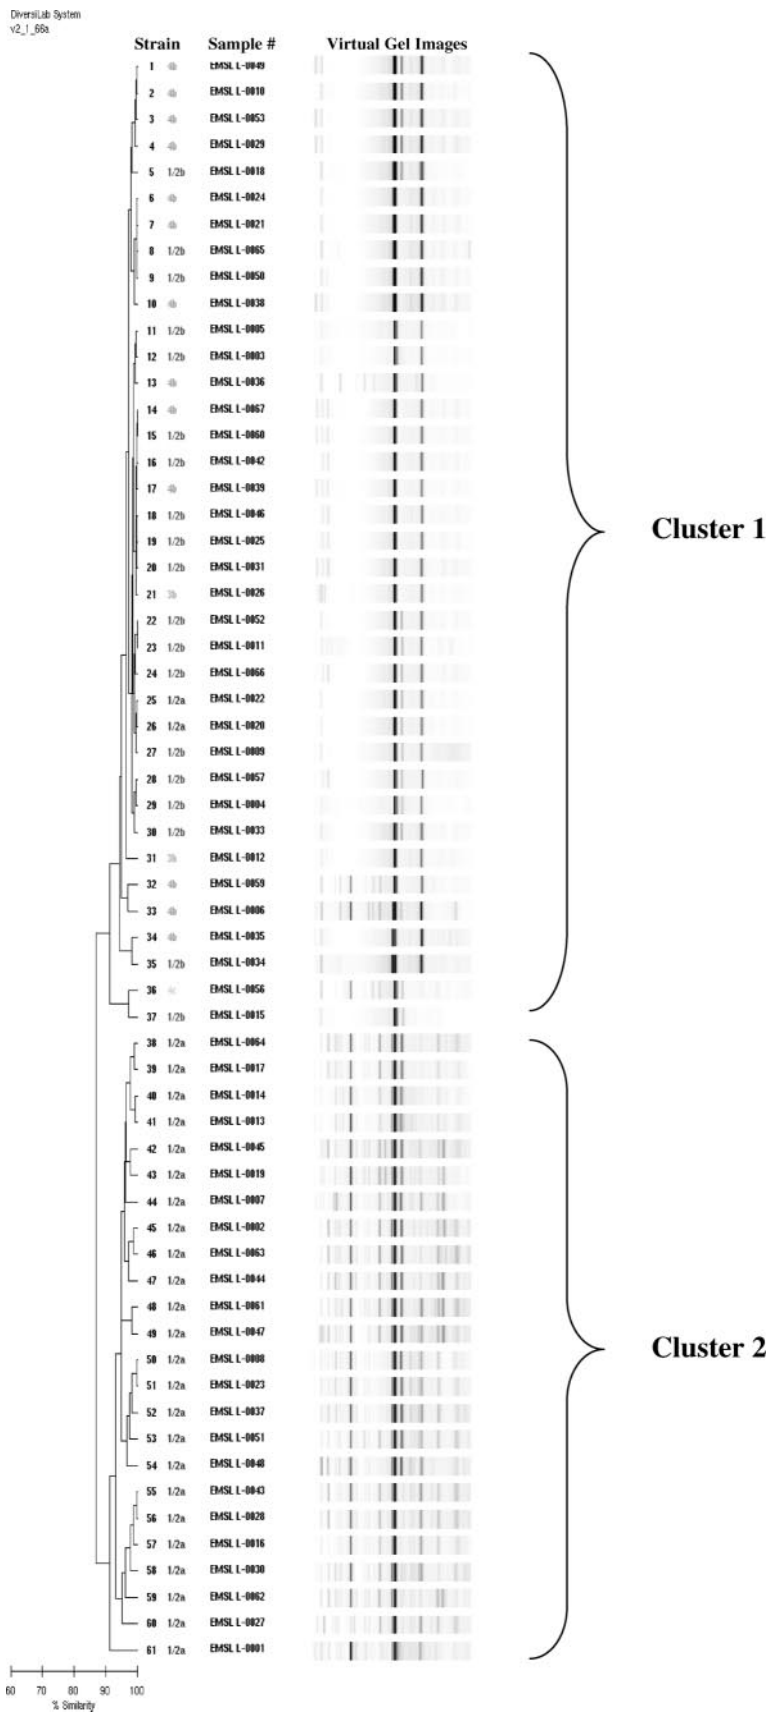 DiversiLab System
v2_1_66a
Strain Sample # Virtual Gel Images
1 4b EMSL L-0049
2 4b EMSL L-0010
3 4b EMSL L-0053
4 4b EMSL L-0029
5 1/2b EMSL L-0018
6 4b EMSL L-0024
7 4b EMSL L-0021
8 1/2b EMSL L-0065
9 1/2b EMSL L-0050
10 4b EMSL L-0038
11 1/2b EMSL L-0005
12 1/2b EMSL L-0003
13 4b EMSL L-0036
14 4b EMSL L-0067
15 1/2b EMSL L-0060
16 1/2b EMSL L-0042
17 4b EMSL L-0039
18 1/2b EMSL L-0046
19 1/2b EMSL L-0025
Cluster 1
20 1/2b EMSL L-0031
21 3b EMSL L-0026
22 1/2b EMSL L-0052
23 1/2b EMSL L-0011
24 1/2b EMSL L-0066
25 1/2a EMSL L-0022
26 1/2a EMSL L-0020
27 1/2b EMSL L-0009
28 1/2b EMSL L-0057
29 1/2b EMSL L-0004
30 1/2b EMSL L-0033
31 3b EMSL L-0012
32 4b EMSL L-0059
33 4b EMSL L-0006
34 4b EMSL L-0035
35 1/2b EMSL L-0034
36 4c EMSL L-0056
37 1/2b EMSL L-0015
38 1/2a EMSL L-0064
39 1/2a EMSL L-0017
40 1/2a EMSL L-0014
41 1/2a EMSL L-0013
42 1/2a EMSL L-0045
43 1/2a EMSL L-0019
44 1/2a EMSL L-0007
45 1/2a EMSL L-0002
46 1/2a EMSL L-0063
47 1/2a EMSL L-0044
48 1/2a EMSL L-0061
49 1/2a EMSL L-0047
Cluster 2
50 1/2a EMSL L-0008
51 1/2a EMSL L-0023
52 1/2a EMSL L-0037
53 1/2a EMSL L-0051
54 1/2a EMSL L-0048
55 1/2a EMSL L-0043
56 1/2a EMSL L-0028
57 1/2a EMSL L-0016
58 1/2a EMSL L-0030
59 1/2a EMSL L-0062
60 1/2a EMSL L-0027
61 1/2a EMSL L-0001
60 70 80 90 100
% Similarity